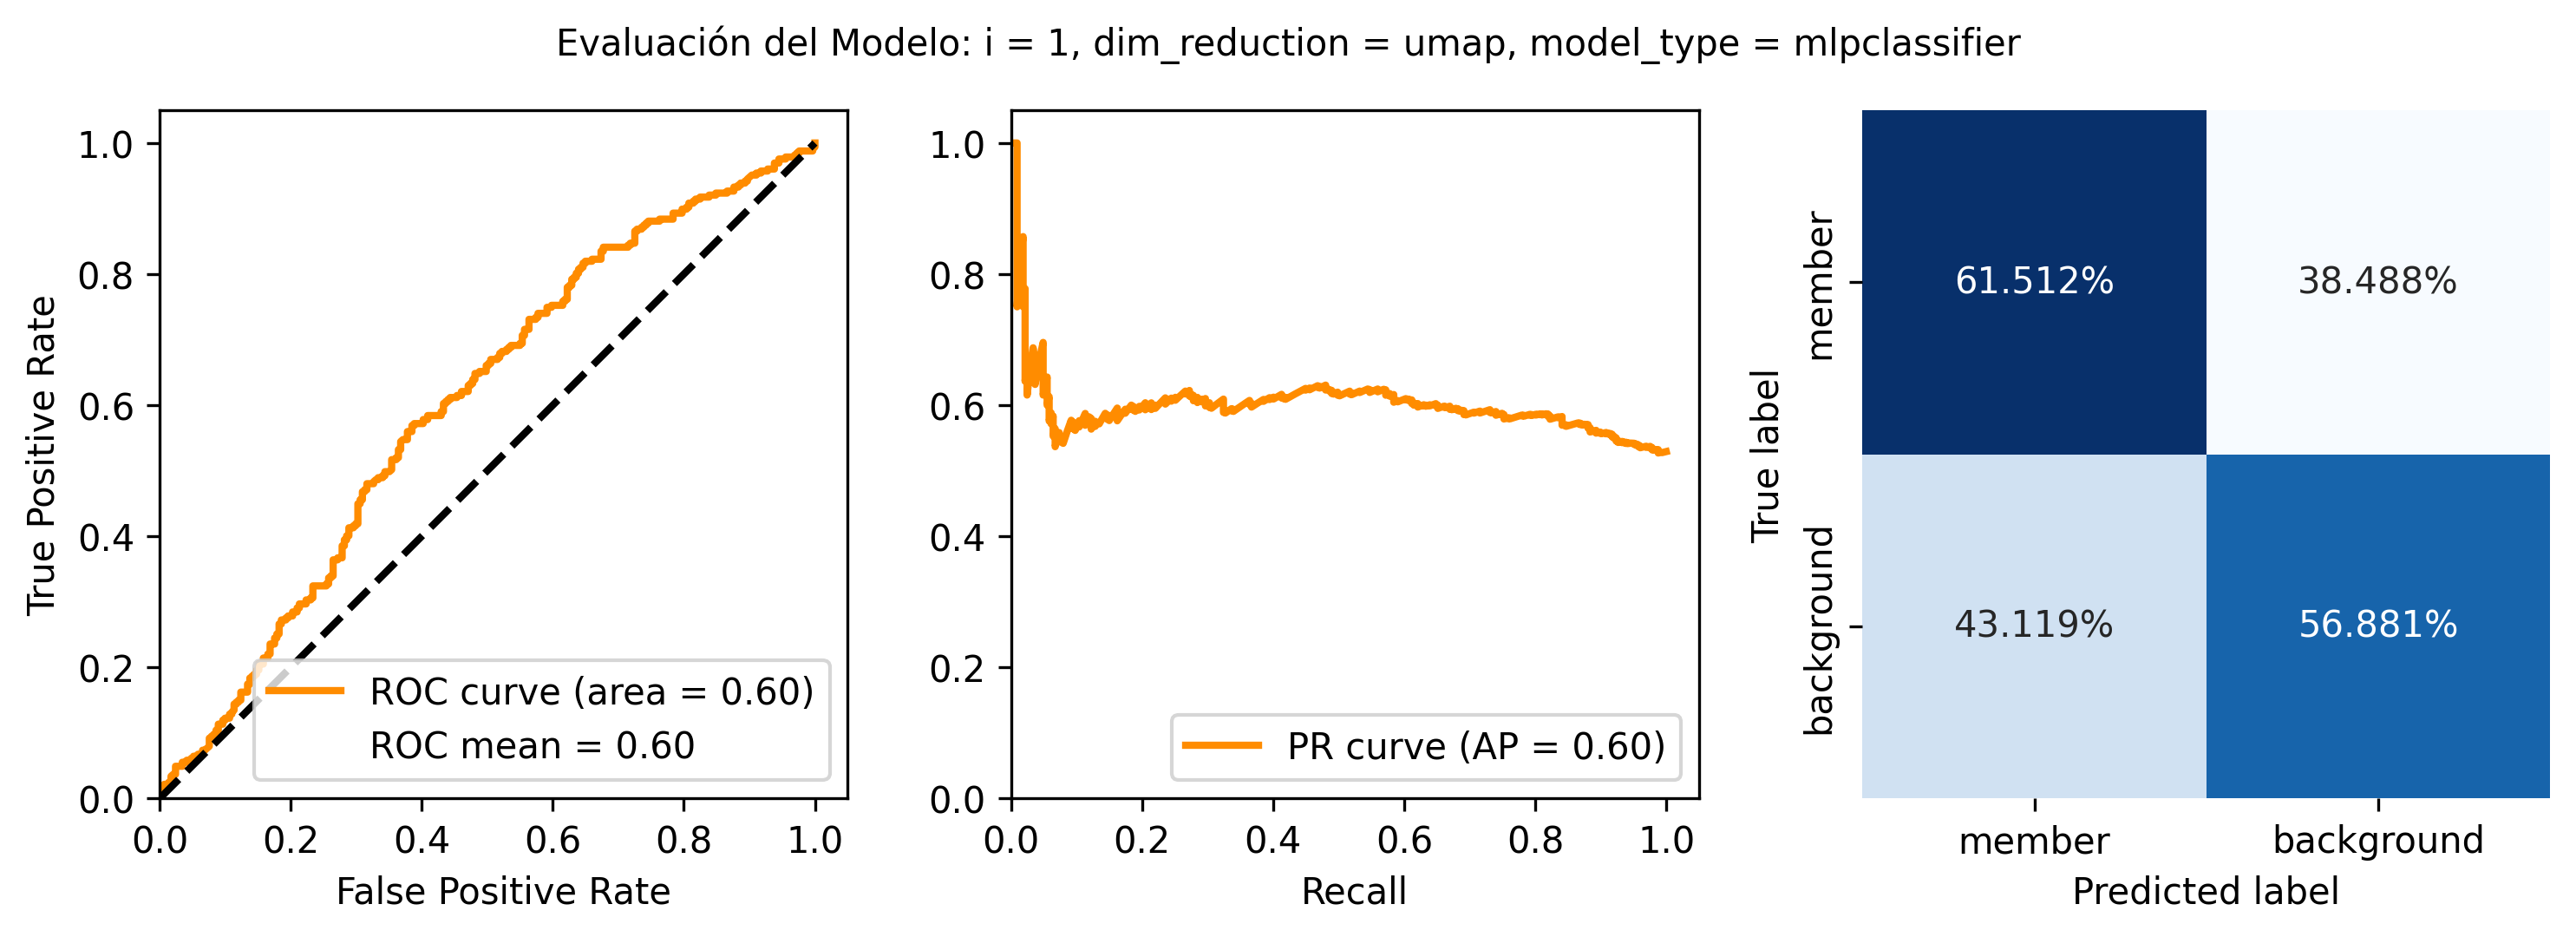 Evaluación del Modelo: i = 1, dim_reduction = umap, model_type = mlpclassifier
True Positive Rate
1.0
0.8
0.6
0.4
0.2
0.0
ROC curve (area = 0.60)
ROC mean = 0.60
0.0 0.2 0.4 0.6 0.8 1.0
False Positive Rate
1.0
0.8
0.6
0.4
0.2
0.0
PR curve (AP = 0.60)
0.0 0.2 0.4 0.6 0.8 1.0
Recall
True label
member
background
61.512% 38.488%
43.119% 56.881%
member background
Predicted label